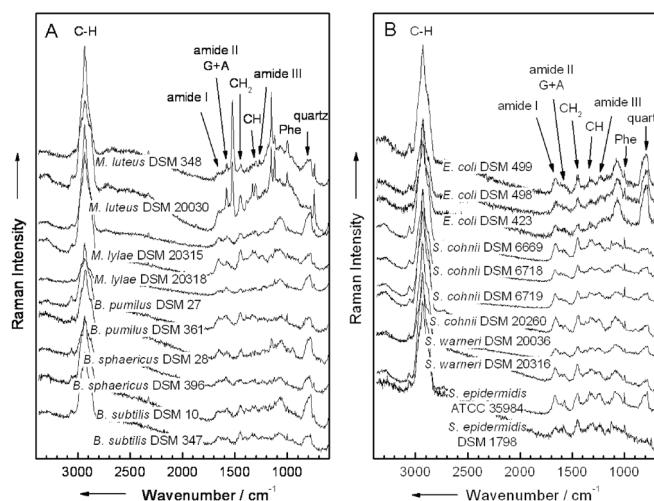 A
C-H
amide II
G+A
CH2
amide III
amide I
CH
Phe
quartz
M. luteus DSM 348
M. luteus DSM 20030
M. lylae DSM 20315
M. lylae DSM 20318
B. pumilus DSM 27
B. pumilus DSM 361
B. sphaericus DSM 28
B. sphaericus DSM 396
B. subtilis DSM 10
B. subtilis DSM 347
Raman Intensity
3000 2500 2000 1500 1000
Wavenumber / cm-1
B
C-H
amide II
G+A
CH2
amide III
amide I
CH
Phe
quartz
E. coli DSM 499
E. coli DSM 498
E. coli DSM 423
S. cohnii DSM 6669
S. cohnii DSM 6718
S. cohnii DSM 6719
S. cohnii DSM 20260
S. warneri DSM 20036
S. warneri DSM 20316
S. epidermidis
ATCC 35984
S. epidermidis
DSM 1798
Raman Intensity
3000 2500 2000 1500 1000
Wavenumber / cm-1